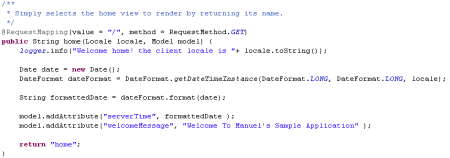 /**
 * Simply selects the home view to render by returning its name.
 */
@RequestMapping(value = "/", method = RequestMethod.GET)
public String home(Locale locale, Model model) {
    logger.info("Welcome home! the client locale is "+ locale.toString());

    Date date = new Date();
    DateFormat dateFormat = DateFormat.getDateTimeInstance(DateFormat.LONG, DateFormat.LONG, locale);

    String formattedDate = dateFormat.format(date);

    model.addAttribute("serverTime", formattedDate );
    model.addAttribute("welcomeMessage", "Welcome To Manuel's Sample Application" );

    return "home";
}